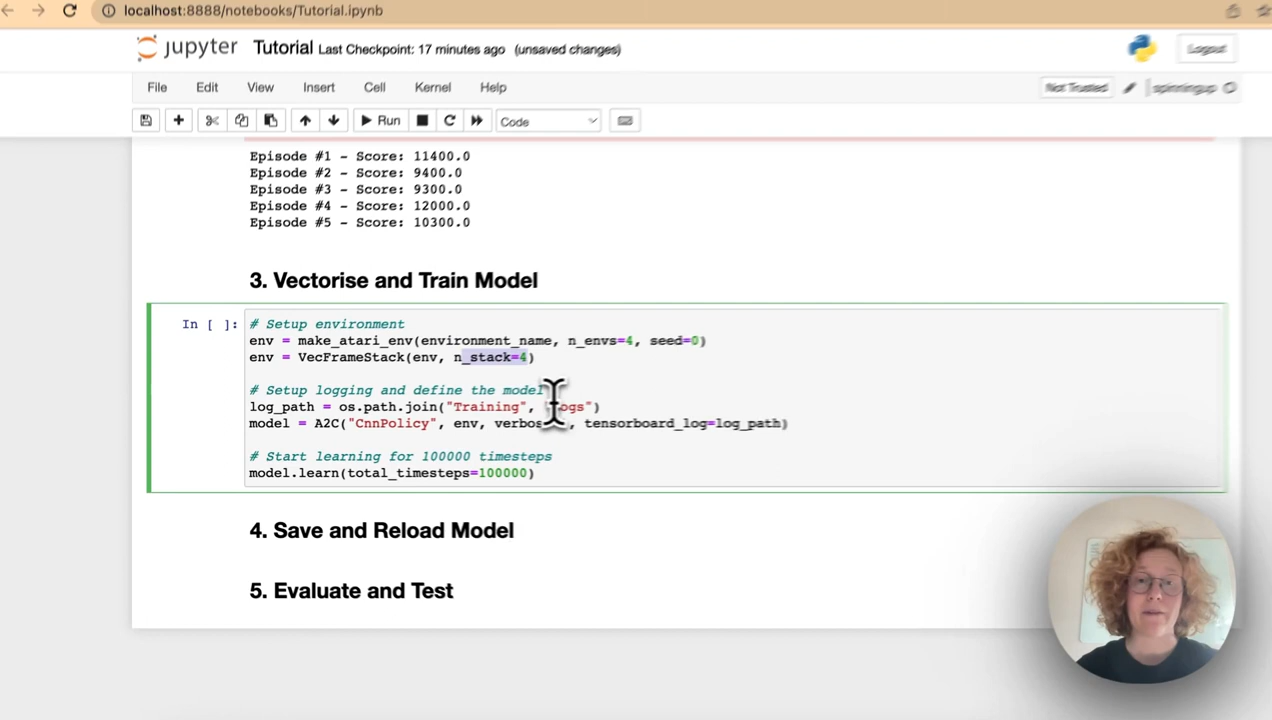 localhost:8888/notebooks/Tutorial.ipynb
jupyter Tutorial Last Checkpoint: 17 minutes ago (unsaved changes) Logout
File Edit View Insert Cell Kernel Help Not Trusted spinningup
Run Code
Episode #1 - Score: 11400.0
Episode #2 - Score: 9400.0
Episode #3 - Score: 9300.0
Episode #4 - Score: 12000.0
Episode #5 - Score: 10300.0
3. Vectorise and Train Model
In [ ]: # Setup environment
env = make_atari_env(environment_name, n_envs=4, seed=0)
env = VecFrameStack(env, n_stack=4)
# Setup logging and define the model
log_path = os.path.join("Training", "Logs")
model = A2C("CnnPolicy", env, tensorboard_log=log_path)
# Start learning for 100000 timesteps
model.learn(total_timesteps=100000)
4. Save and Reload Model
5. Evaluate and Test